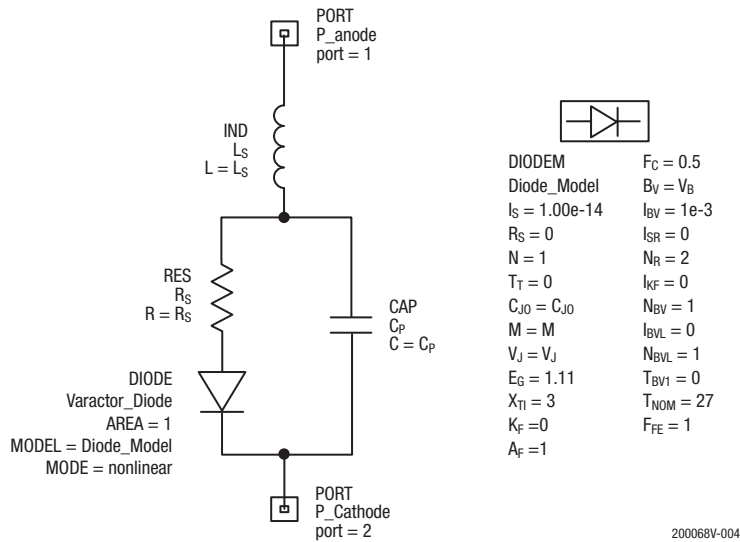 PORT
P_anode
port = 1
IND
LS
L = LS
RES
RS
R = RS
CAP
CP
C = CP
DIODE
Varactor_Diode
AREA = 1
MODEL = Diode_Model
MODE = nonlinear
PORT
P_Cathode
port = 2
DIODEM
Diode_Model
IS = 1.00e-14
RS = 0
N = 1
TT = 0
CJO = CJO
M = M
VJ = VJ
EG = 1.11
XTI = 3
KF =0
AF =1
FC = 0.5
BV = VB
IBV = 1e-3
ISR = 0
NR = 2
IKF = 0
NBV = 1
IBVL = 0
NBVL = 1
TBV1 = 0
TNOM = 27
FFE = 1
200068V-004